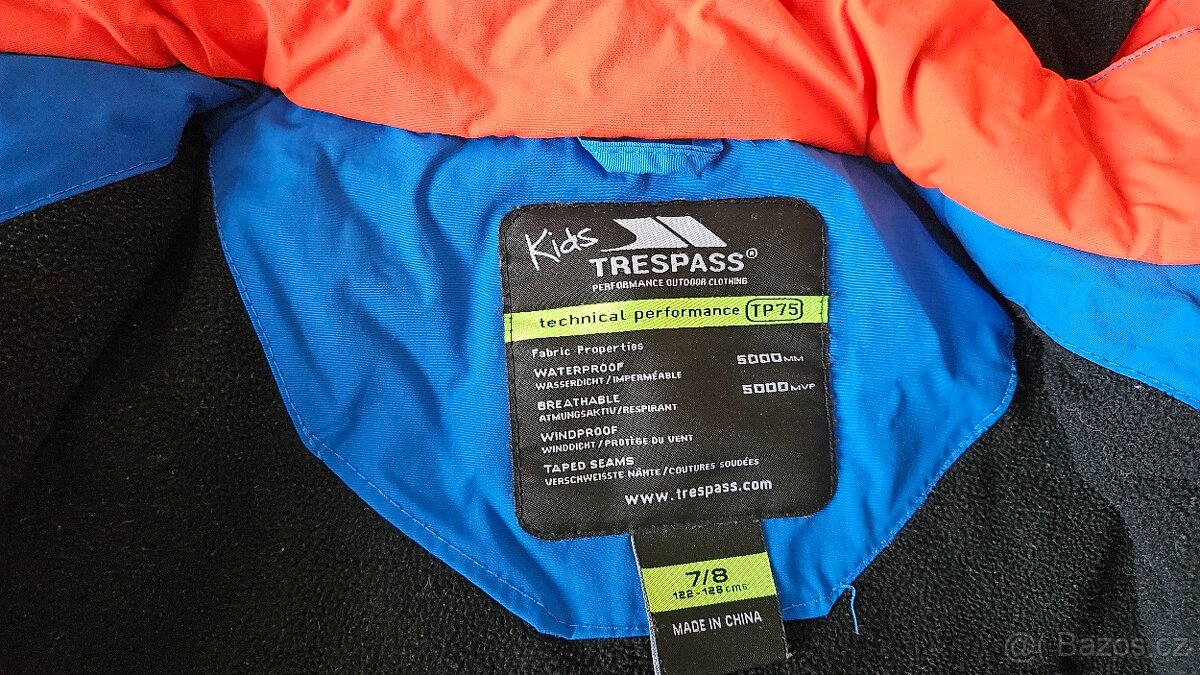 Kids
TRESPASS®
PERFORMANCE OUTDOOR CLOTHING
technical performance TP75
Fabric Properties
WATERPROOF 5000MM
WASSERDICHT/IMPERMÉABLE
BREATHABLE 5000MVP
ATMUNGSAKTIV/RESPIRANT
WINDPROOF
WINDDICHT/PROTÈGE DU VENT
TAPED SEAMS
VERSCHWEISSTE NÄHTE/COUTURES SOUDÉES
www.trespass.com
7/8
122-128cms
MADE IN CHINA
@ Bazos.cz